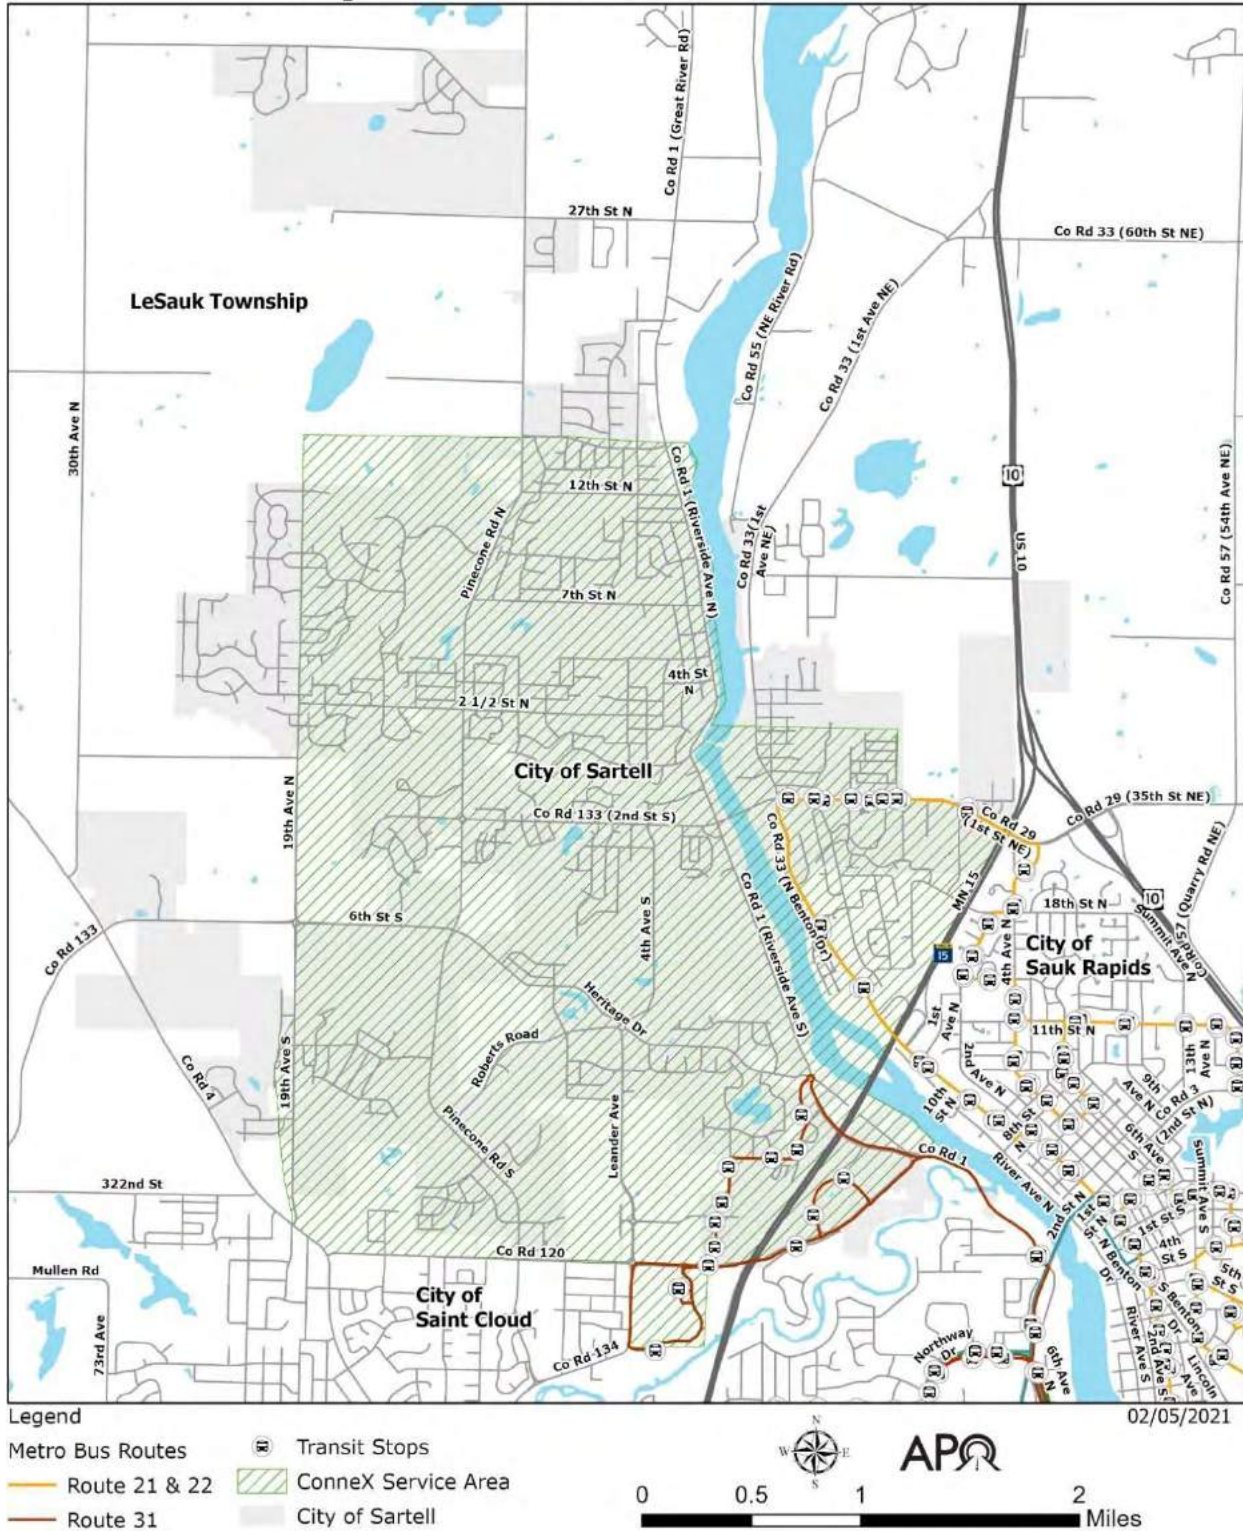 Co Rd 1 (Great River Rd)
27th St N
Co Rd 33 (60th St NE)
LeSauk Township
Co Rd 55 (NE River Rd)
Co Rd 33 (1st Ave NE)
30th Ave N
10
US 10
Co Rd 57 (54th Ave NE)
Co Rd 1 (Riverside Ave N)
12th St N
Pinecone Rd N
Co Rd 33(1st
Ave NE)
7th St N
4th St
N
2 1/2 St N
City of Sartell
19th Ave N
Co Rd 133 (2nd St S)
Co Rd 29
(1st St NE)
Co Rd 29 (35th St NE)
Co Rd 33 (N Benton Dr)
MN 15
10
Co Rd 57 (Quarry Rd NE)
18th St N
Summit Ave N
6th St S
Co Rd 133
4th Ave S
Co Rd 1 (Riverside Ave S)
15
4th Ave N
City of
Sauk Rapids
Heritage Dr
Roberts Road
1st
Ave N
11th St N
13th
Ave N
2nd Ave N
9th
Ave N
Co Rd 3
(2nd St N)
Co Rd 4
19th Ave S
Pinecone Rd S
Leander Ave
10th
St N
8th St
N
6th Ave
S
Summit Ave S
Co Rd 1
River Ave N
2nd St N
1st
St N
1st St S
4th
St S
5th
St S
322nd St
Co Rd 120
Mullen Rd
73rd Ave
City of
Saint Cloud
Co Rd 134
N Benton
Dr
S Benton
Dr
River Ave S
2nd Ave S
Lincoln
Ave
Northway
Dr
6th Ave
N
Legend
02/05/2021
Metro Bus Routes
Transit Stops
Route 21 & 22
ConneX Service Area
Route 31
City of Sartell
N
W E
S
APO
0 0.5 1 2
Miles